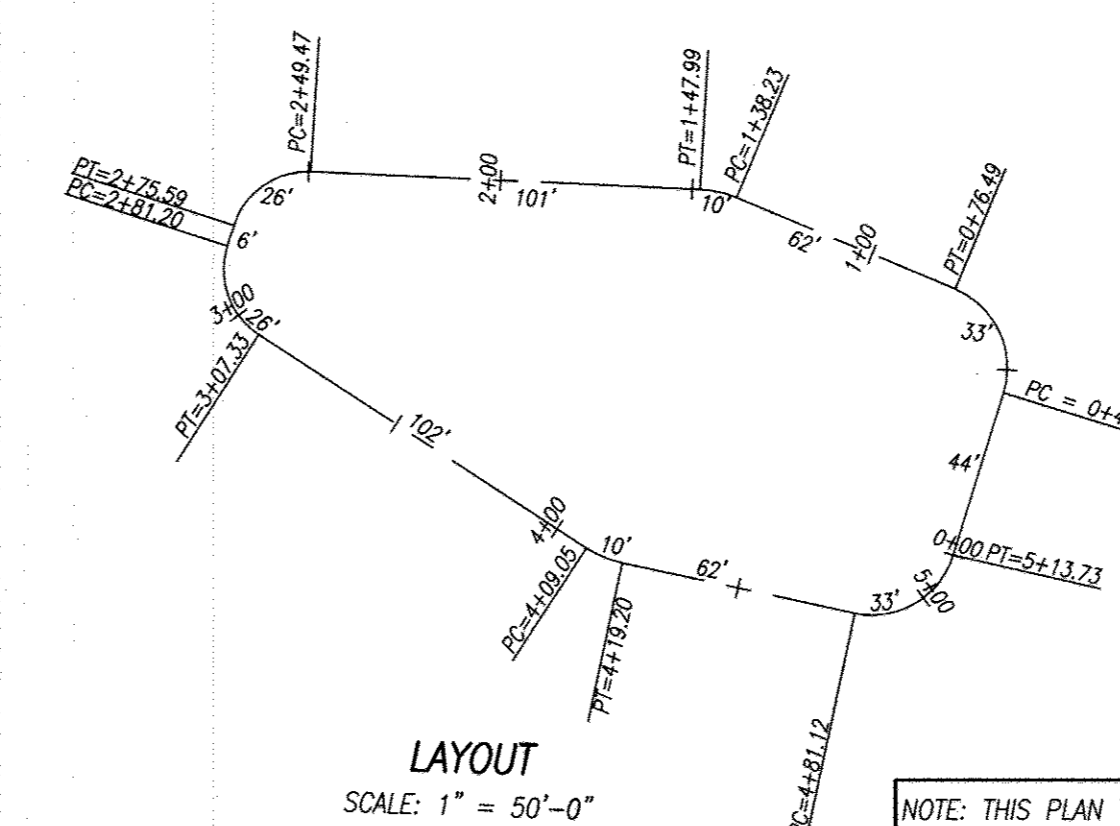 PC=2+49.47
PT=1+47.99
PC=1+38.23
PT=0+76.49
PT=2+75.59
PC=2+81.20
26'
6'
2+00
101'
10'
62'
1+00
33'
3+00
26'
PT=3+07.33
PC = 0+4
102'
44'
4+00
10'
62'
0+00 PT=5+13.73
5+00
33'
PC=4+09.05
PT=4+19.20
PC=4+81.12
LAYOUT
SCALE: 1" = 50'-0"
NOTE: THIS PLAN